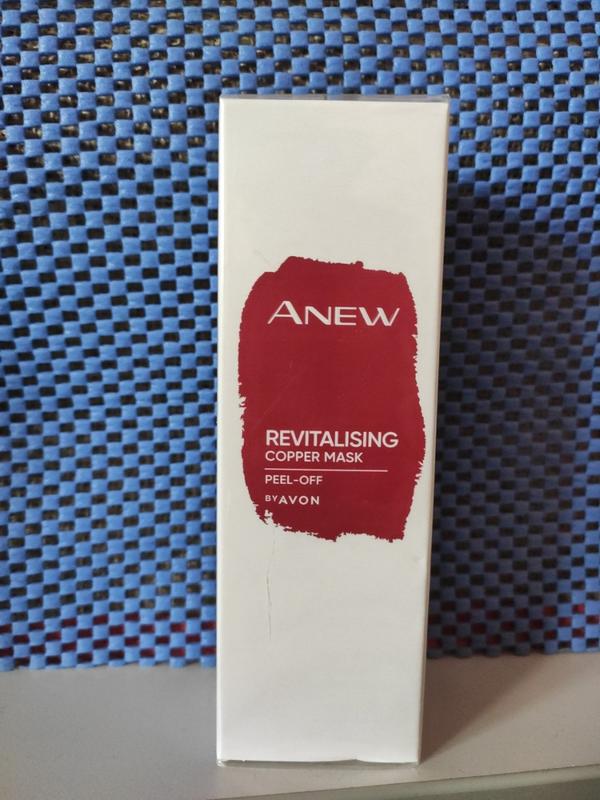 ANEW
REVITALISING
COPPER MASK
PEEL-OFF
BY AVON